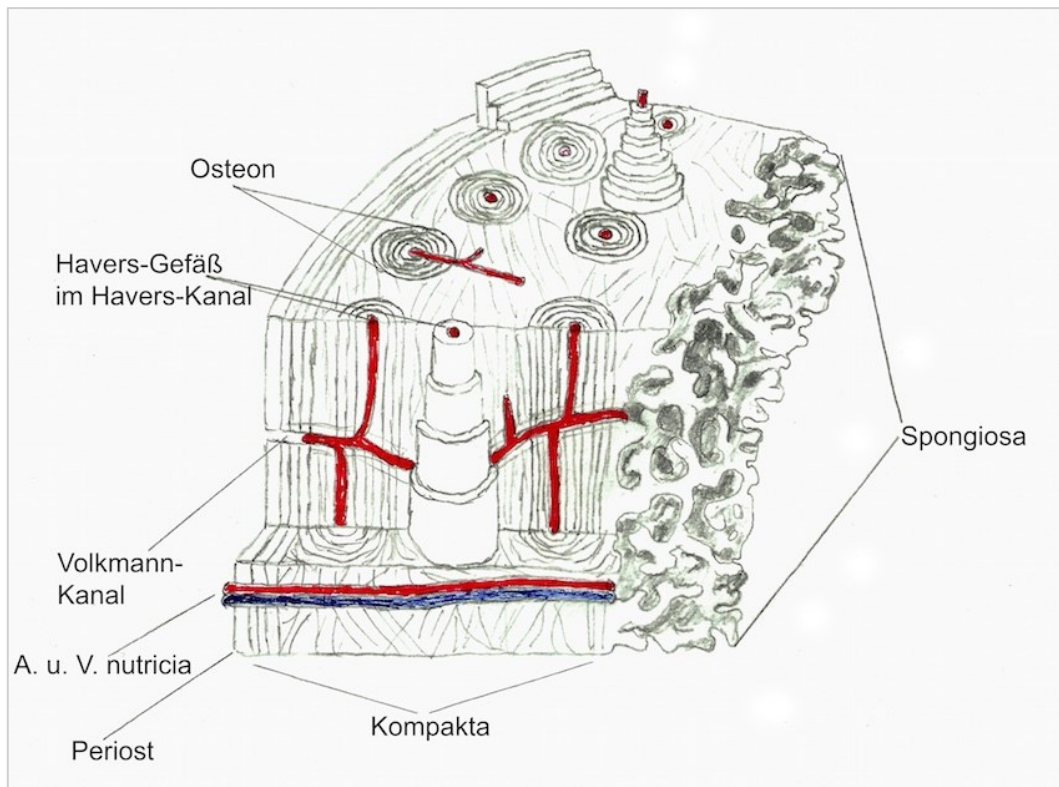 Osteon
Havers-Gefäß
im Havers-Kanal
Spongiosa
Volkmann-
Kanal
A. u. V. nutricia
Kompakta
Periost